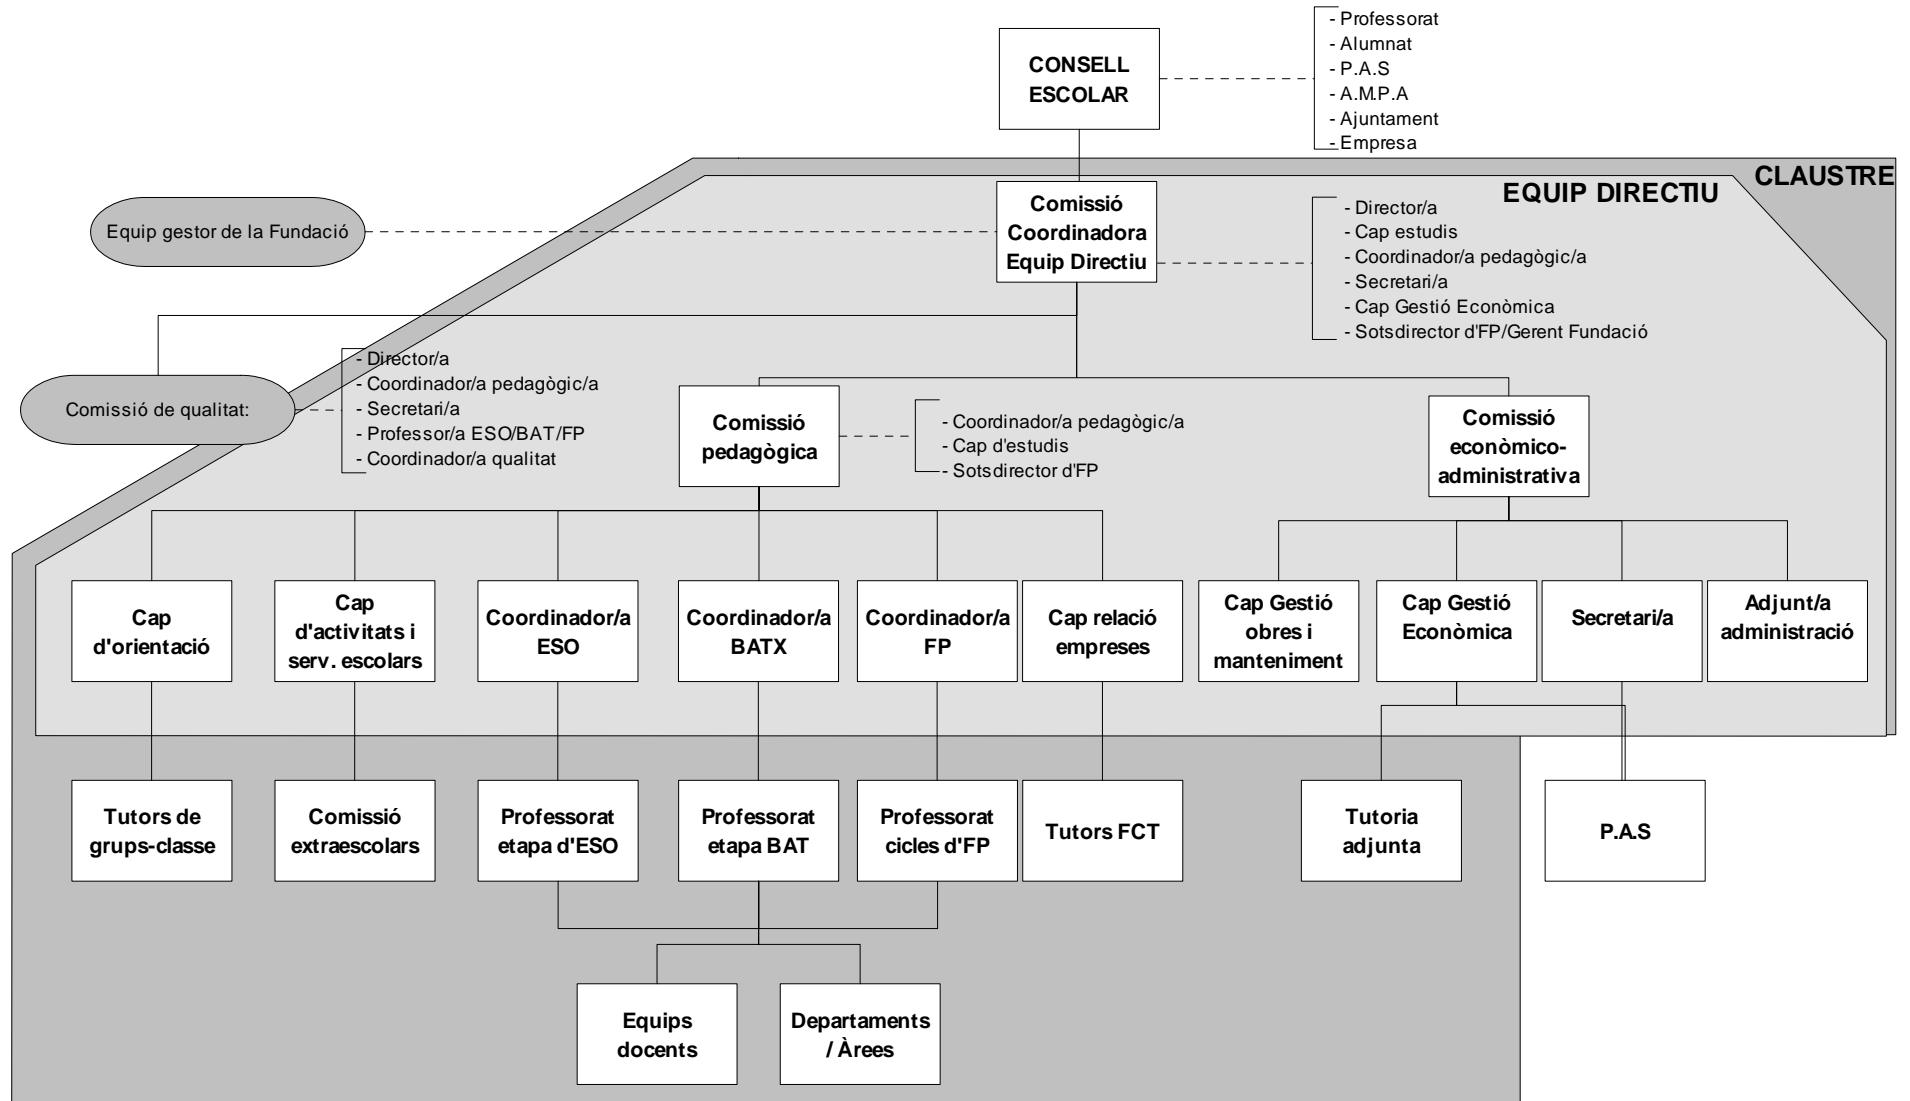 CONSELL
ESCOLAR
- Professorat
- Alumnat
- P.A.S
- A.M.P.A
- Ajuntament
- Empresa
CLAUSTRE
EQUIP DIRECTIU
Equip gestor de la Fundació
Comissió
Coordinadora
Equip Directiu
- Director/a
- Cap estudis
- Coordinador/a pedagògic/a
- Secretari/a
- Cap Gestió Econòmica
- Sotsdirector d'FP/Gerent Fundació
Comissió de qualitat:
- Director/a
- Coordinador/a pedagògic/a
- Secretari/a
- Professor/a ESO/BAT/FP
- Coordinador/a qualitat
Comissió
pedagògica
- Coordinador/a pedagògic/a
- Cap d'estudis
- Sotsdirector d'FP
Comissió
econòmico-
administrativa
Cap
d'orientació
Cap
d'activitats i
serv. escolars
Coordinador/a
ESO
Coordinador/a
BATX
Coordinador/a
FP
Cap relació
empreses
Cap Gestió
obres i
manteniment
Cap Gestió
Econòmica
Secretari/a
Adjunt/a
administració
Tutors de
grups-classe
Comissió
extraescolars
Professorat
etapa d'ESO
Professorat
etapa BAT
Professorat
cicles d'FP
Tutors FCT
Tutoria
adjunta
P.A.S
Equips
docents
Departaments
/ Àrees